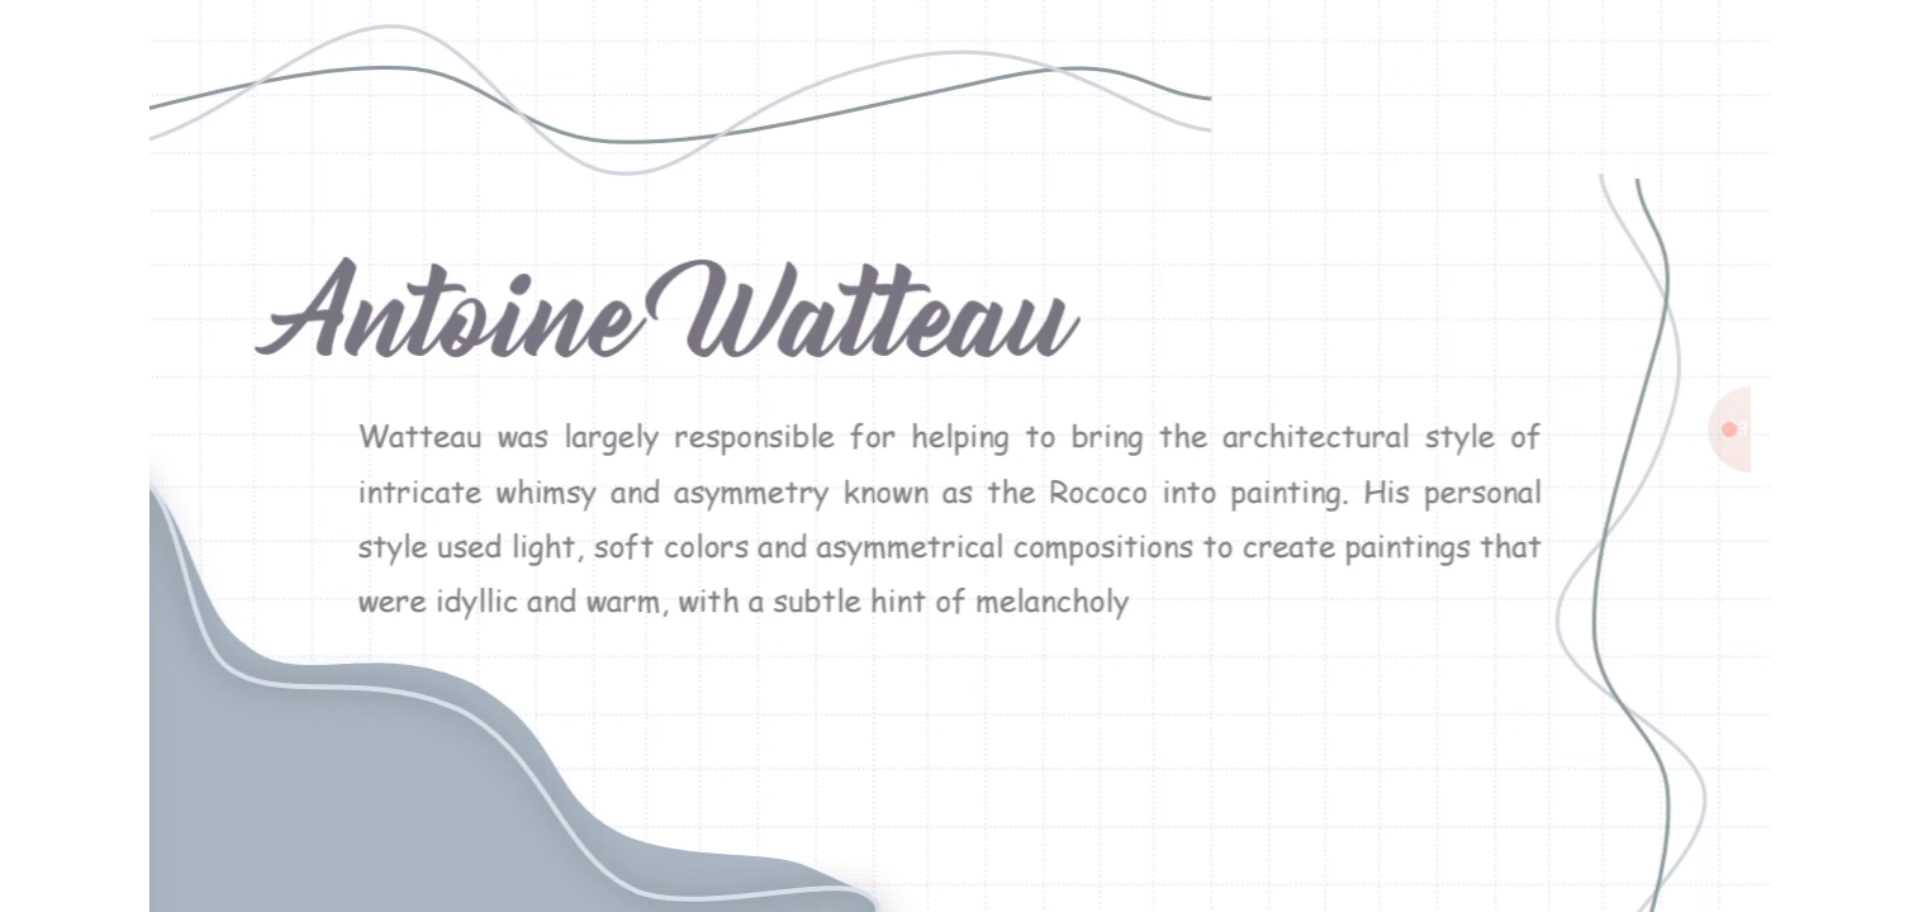 Antoine Watteau
Watteau was largely responsible for helping to bring the architectural style of
intricate whimsy and asymmetry known as the Rococo into painting. His personal
style used light, soft colors and asymmetrical compositions to create paintings that
were idyllic and warm, with a subtle hint of melancholy